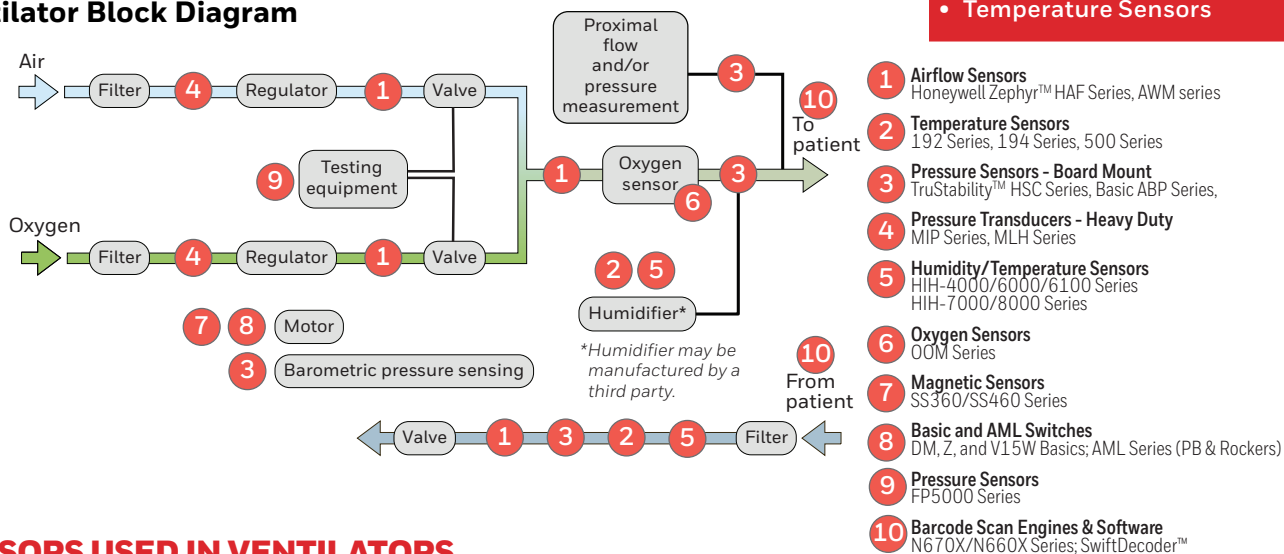 tilator Block Diagram
• Temperature Sensors
Air
Filter
4
Regulator
1
Valve
Proximal
flow
and/or
pressure
measurement
3
10
To
patient
9
Testing
equipment
1
Oxygen
sensor
6
3
Oxygen
Filter
4
Regulator
1
Valve
2
5
Humidifier*
*Humidifier may be
manufactured by a
third party.
7
8
Motor
3
Barometric pressure sensing
10
From
patient
Valve
1
3
2
5
Filter
1
Airflow Sensors
Honeywell Zephyr™ HAF Series, AWM series
2
Temperature Sensors
192 Series, 194 Series, 500 Series
3
Pressure Sensors - Board Mount
TruStability™ HSC Series, Basic ABP Series,
4
Pressure Transducers - Heavy Duty
MIP Series, MLH Series
5
Humidity/Temperature Sensors
HIH-4000/6000/6100 Series
HIH-7000/8000 Series
6
Oxygen Sensors
OOM Series
7
Magnetic Sensors
SS360/SS460 Series
8
Basic and AML Switches
DM, Z, and V15W Basics; AML Series (PB & Rockers)
9
Pressure Sensors
FP5000 Series
10
Barcode Scan Engines & Software
N670X/N660X Series; SwiftDecoder™
SORS USED IN VENTILATORS